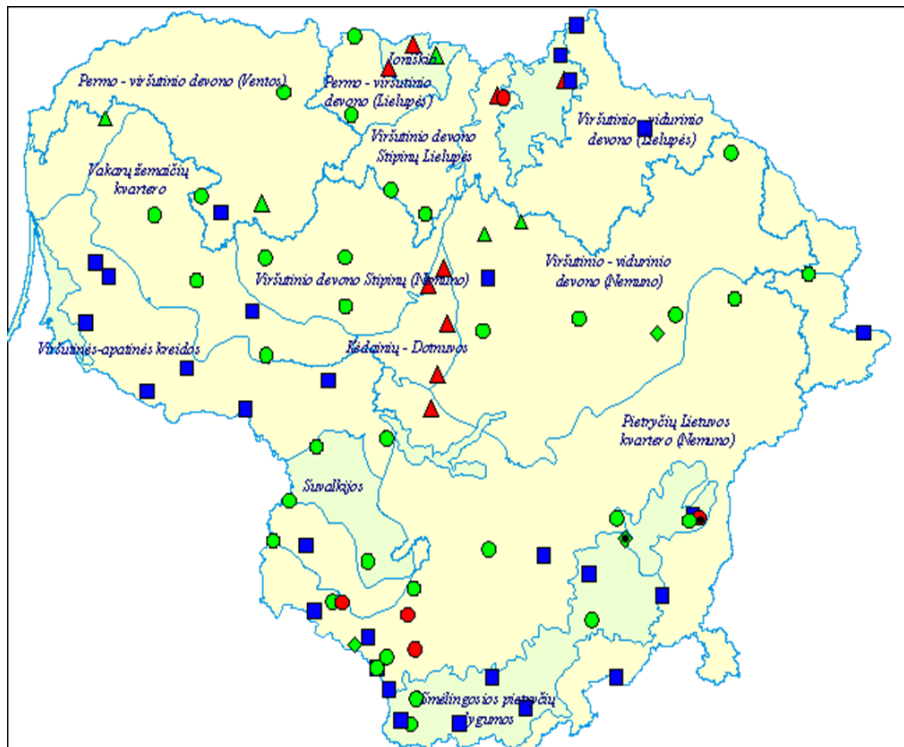 Joniškio
Permo - viršutinio devono (Ventos)
Permo - viršutinio
devono (Lielupės)
Viršutinio devono
Stipinų Lielupės
Viršutinio - vidurinio
devono (Lielupės)
Vakarų žemaičių
kvartero
Viršutinio devono Stipinų (Nemuno)
Viršutinio - vidurinio
devono (Nemuno)
Viršutinės-apatinės kreidos
Kėdainių - Dotnuvos
Pietryčių Lietuvos
kvartero (Nemuno)
Suvalkijos
Smėlingosios pietryčių
lygumos